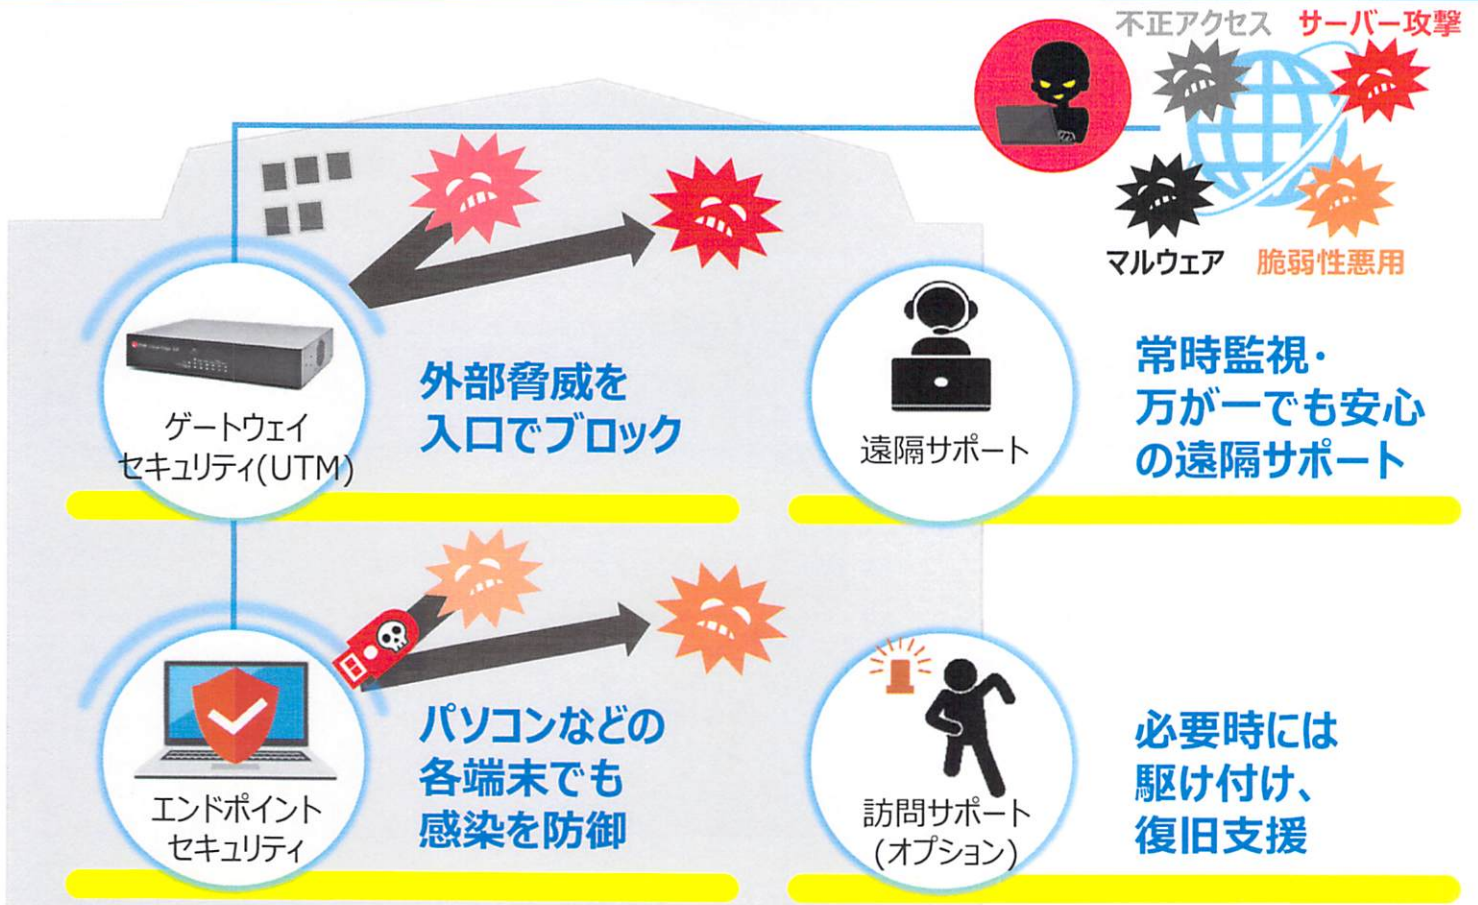 不正アクセス サーバー攻撃
マルウェア 脆弱性悪用
ゲートウェイ
セキュリティ(UTM)
外部脅威を
入口でブロック
遠隔サポート
常時監視・
万が一でも安心
の遠隔サポート
エンドポイント
セキュリティ
パソコンなどの
各端末でも
感染を防御
訪問サポート
(オプション)
必要時には
駆け付け、
復旧支援